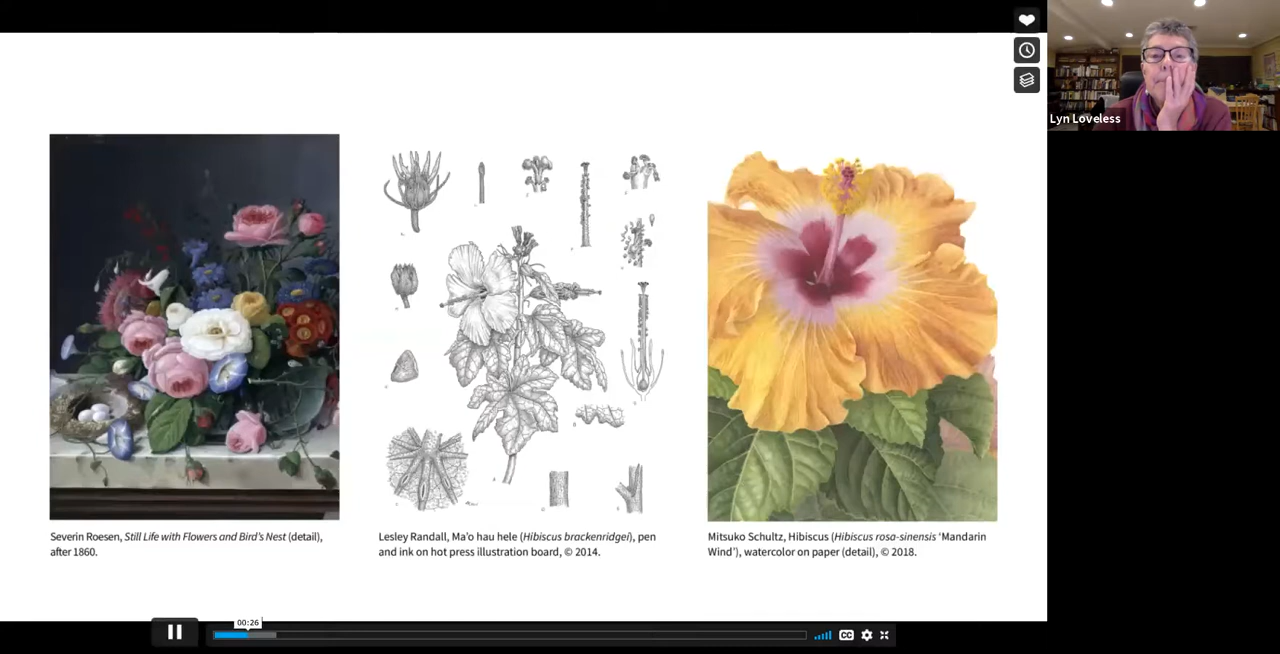 Lyn Loveless
Severin Roesen, Still Life with Flowers and Bird's Nest (detail),
after 1860.
Lesley Randall, Ma'o hau hele (Hibiscus brackenridgei), pen
and ink on hot press illustration board, © 2014.
Mitsuko Schultz, Hibiscus (Hibiscus rosa-sinensis 'Mandarin
Wind'), watercolor on paper (detail), © 2018.
00:26
CC